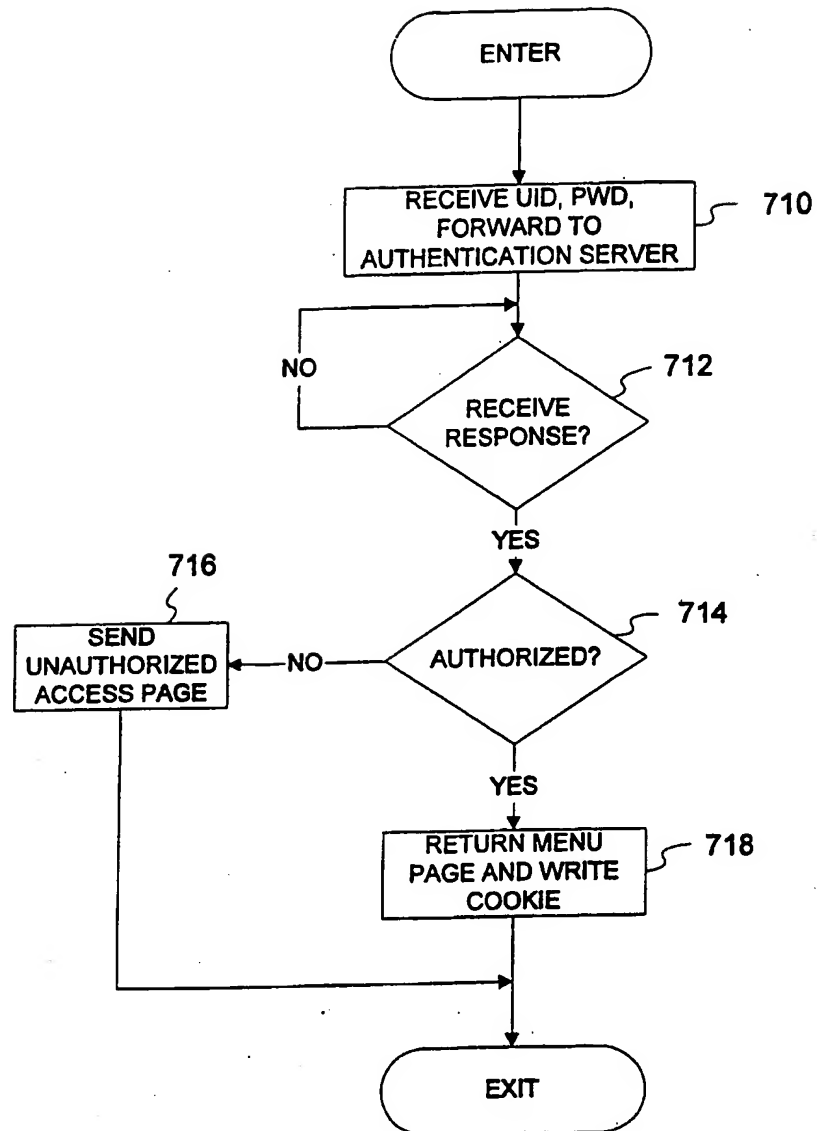 ENTER
RECEIVE UID, PWD,
FORWARD TO
AUTHENTICATION SERVER
710
NO
712
RECEIVE
RESPONSE?
YES
716
714
SEND
UNAUTHORIZED
ACCESS PAGE
NO
AUTHORIZED?
YES
RETURN MENU
PAGE AND WRITE
COOKIE
718
EXIT